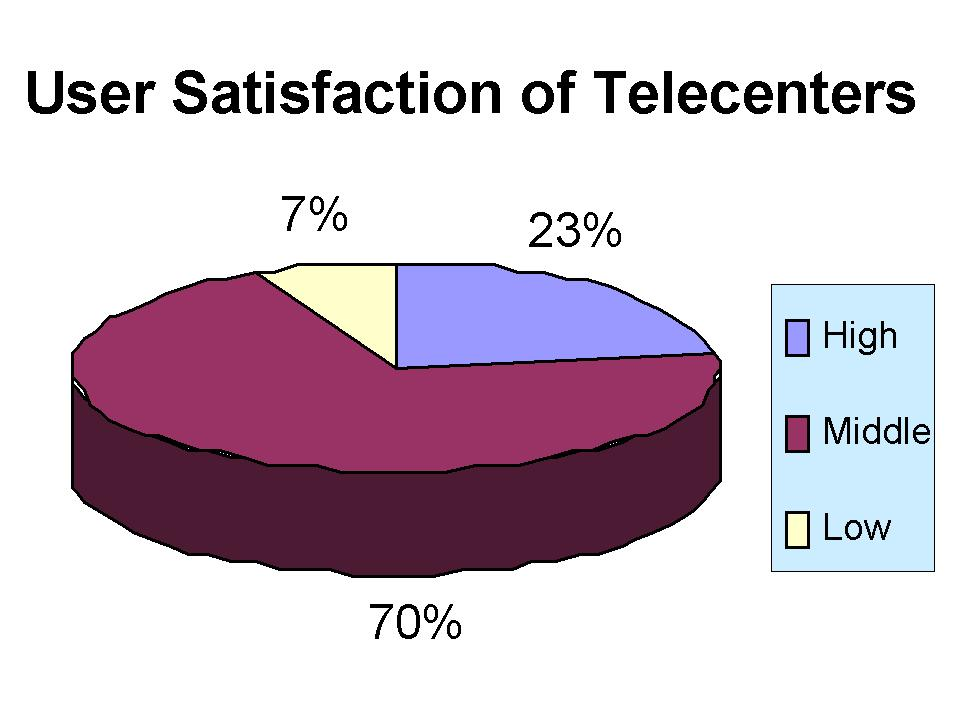 User Satisfaction of Telecenters
7%
23%
High
Middle
Low
70%